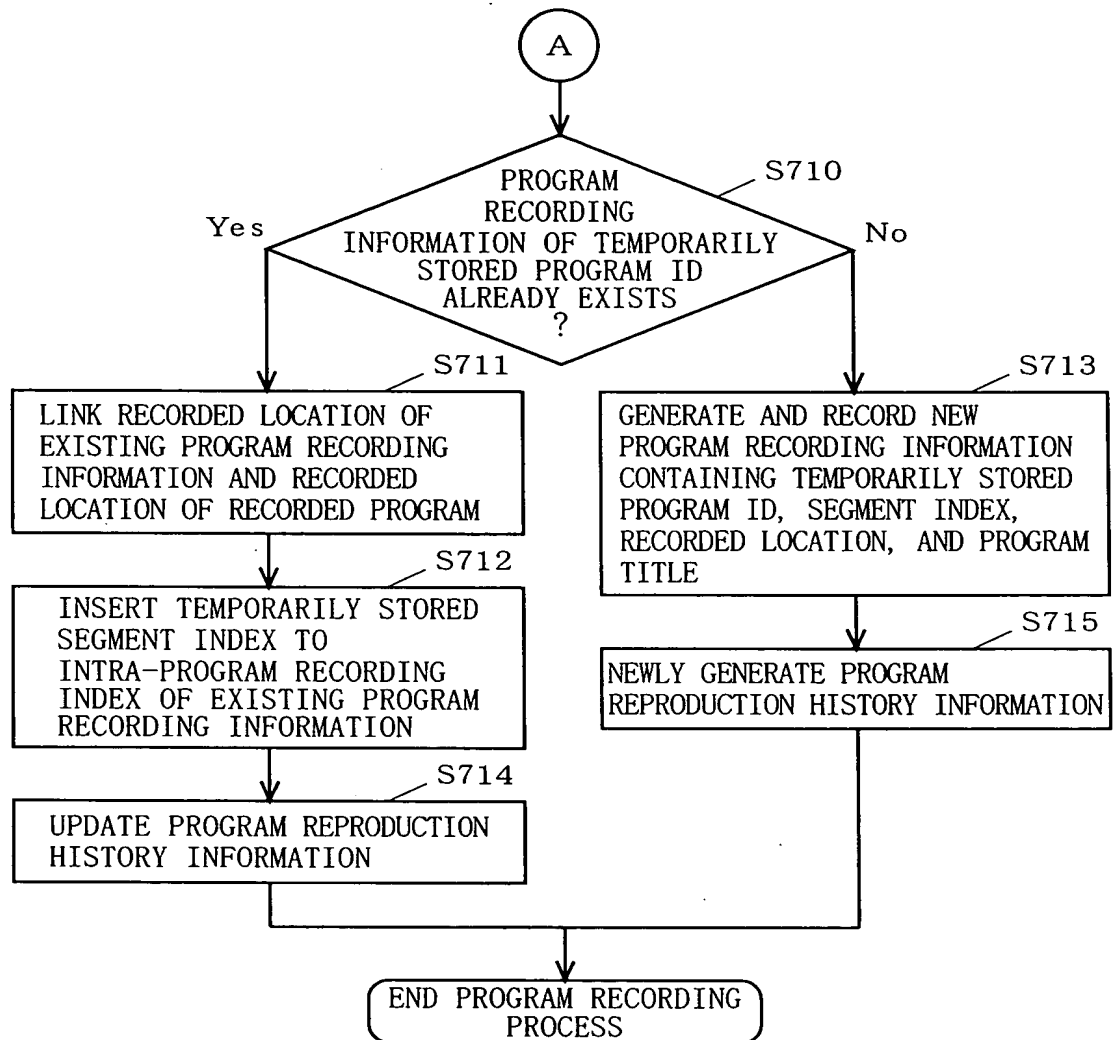 A
S710
PROGRAM
RECORDING
INFORMATION OF TEMPORARILY
STORED PROGRAM ID
ALREADY EXISTS
?
Yes
No
S711
LINK RECORDED LOCATION OF
EXISTING PROGRAM RECORDING
INFORMATION AND RECORDED
LOCATION OF RECORDED PROGRAM
S713
GENERATE AND RECORD NEW
PROGRAM RECORDING INFORMATION
CONTAINING TEMPORARILY STORED
PROGRAM ID, SEGMENT INDEX,
RECORDED LOCATION, AND PROGRAM
TITLE
S712
INSERT TEMPORARILY STORED
SEGMENT INDEX TO
INTRA-PROGRAM RECORDING
INDEX OF EXISTING PROGRAM
RECORDING INFORMATION
S715
NEWLY GENERATE PROGRAM
REPRODUCTION HISTORY INFORMATION
S714
UPDATE PROGRAM REPRODUCTION
HISTORY INFORMATION
END PROGRAM RECORDING
PROCESS